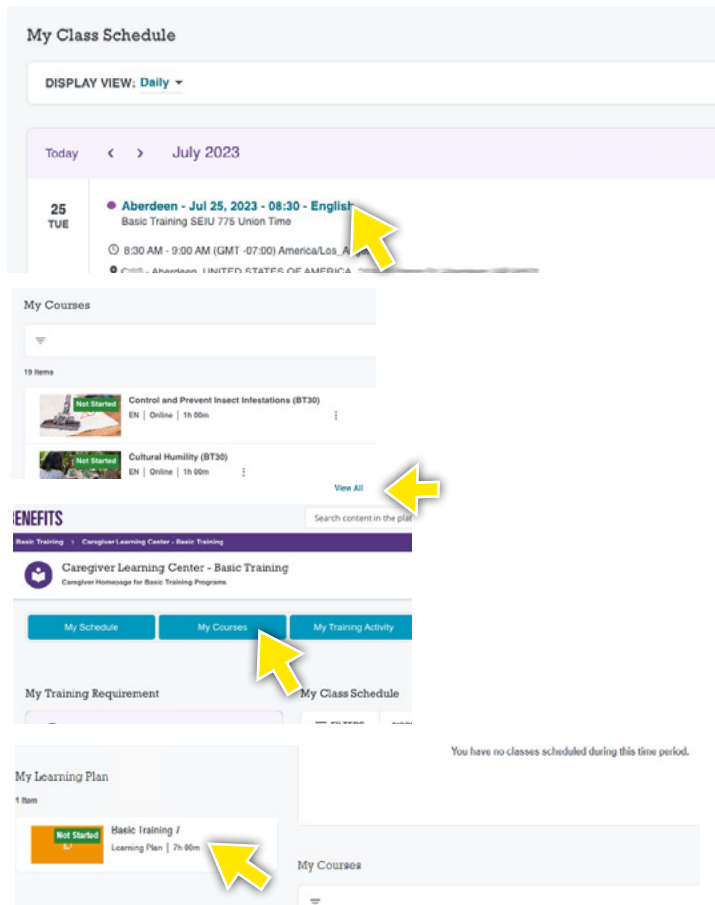 My Class Schedule
DISPLAY VIEW: Daily
Today July 2023
25
TUE
Aberdeen - Jul 25, 2023 - 08:30 - English
Basic Training SEIU 775 Union Time
8:30 AM - 9:00 AM (GMT -07:00) America/Los_
- Aberdeen, UNITED STATES OF AMERICA,
My Courses
19 Items
Not Started
Control and Prevent Insect Infestations (BT30)
EN | Online | 1h 00m
Not Started
Cultural Humility (BT30)
EN | Online | 1h 00m
View All
BENEFITS
Search content in the plat
Basic Training > Caregiver Learning Center - Basic Training
Caregiver Learning Center - Basic Training
Caregiver Homepage for Basic Training Programs
My Schedule My Courses My Training Activity
My Training Requirement
My Class Schedule
FILTERS
You have no classes scheduled during this time period.
My Learning Plan
1 Item
Not Started
Basic Training 7
Learning Plan | 7h 00m
My Courses